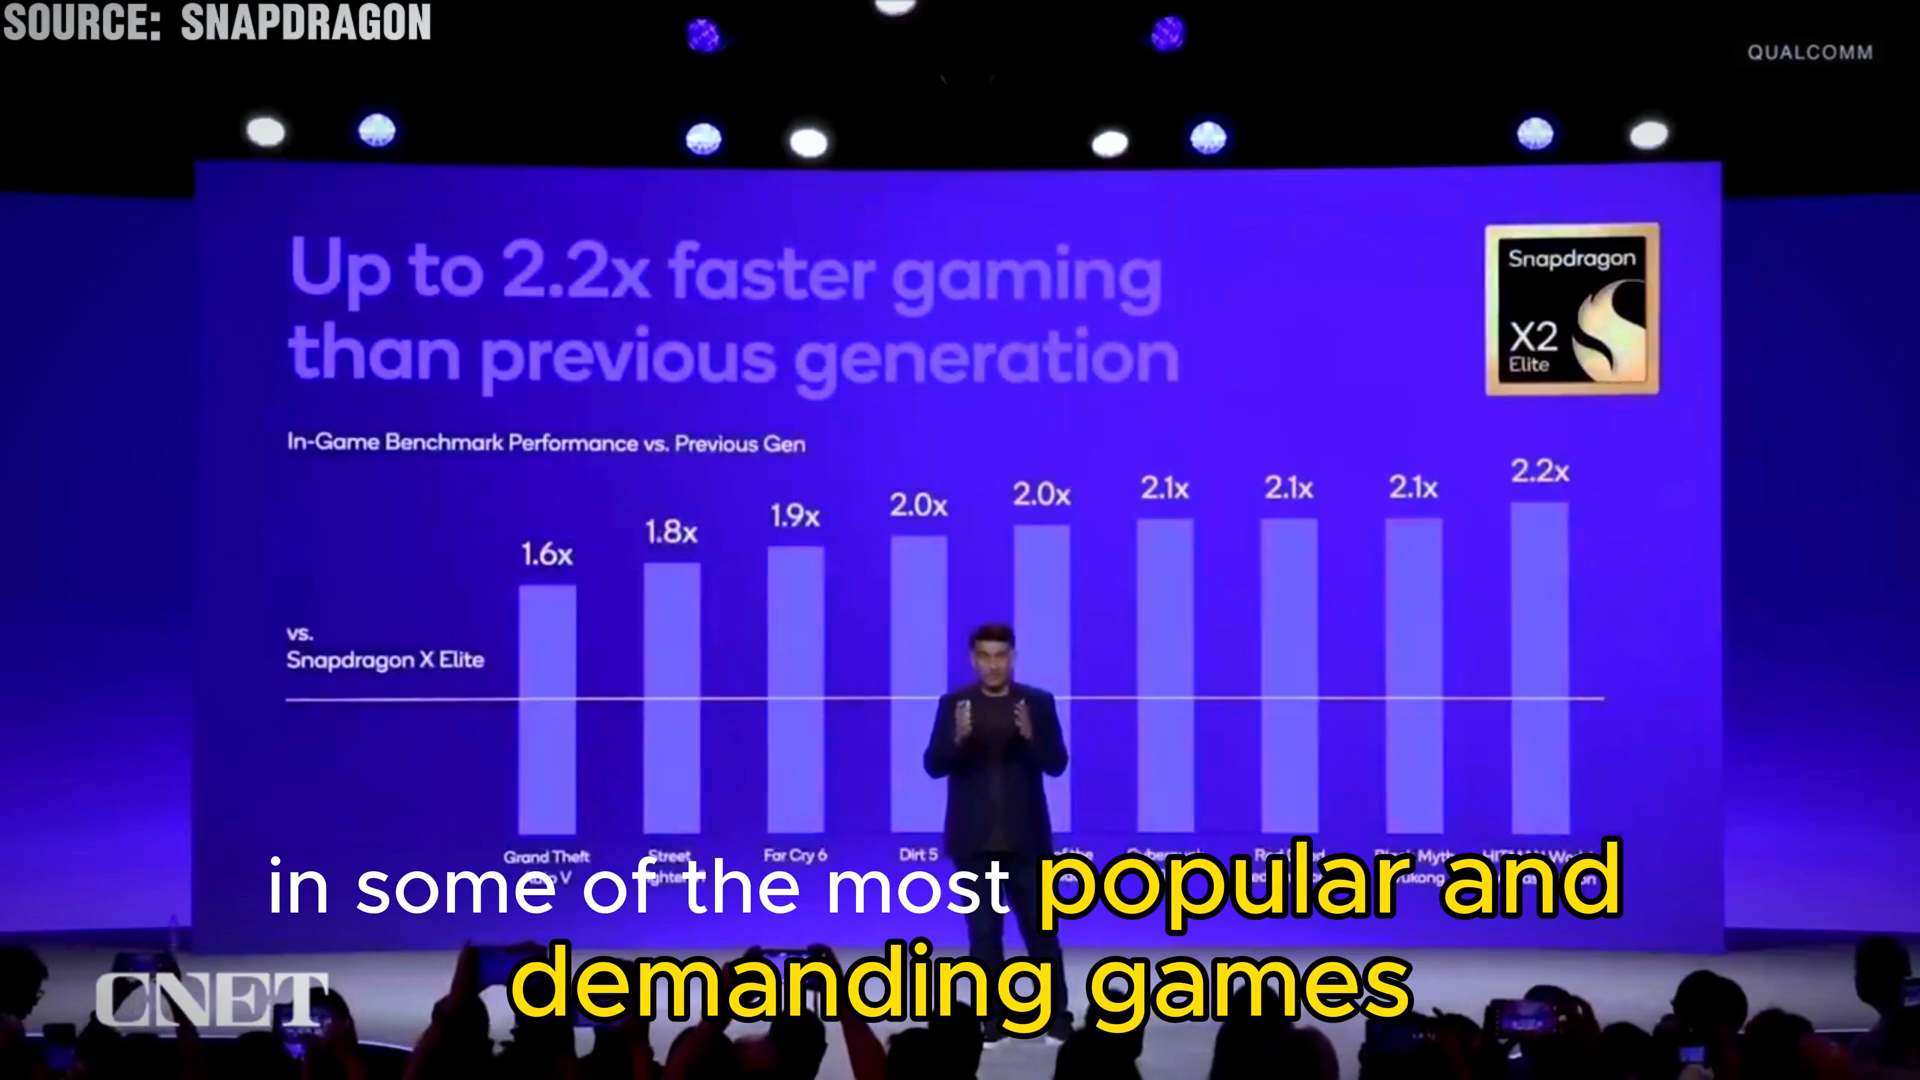 SOURCE: SNAPDRAGON
QUALCOMM
Up to 2.2x faster gaming
than previous generation
Snapdragon
X2
Elite
In-Game Benchmark Performance vs. Previous Gen
1.6x
1.8x
1.9x
2.0x
2.0x
2.1x
2.1x
2.1x
2.2x
vs.
Snapdragon X Elite
Grand Theft
V
Street
Far Cry 6
Dirt 5
of the
Myth
in some of the most popular and
demanding games
CNET